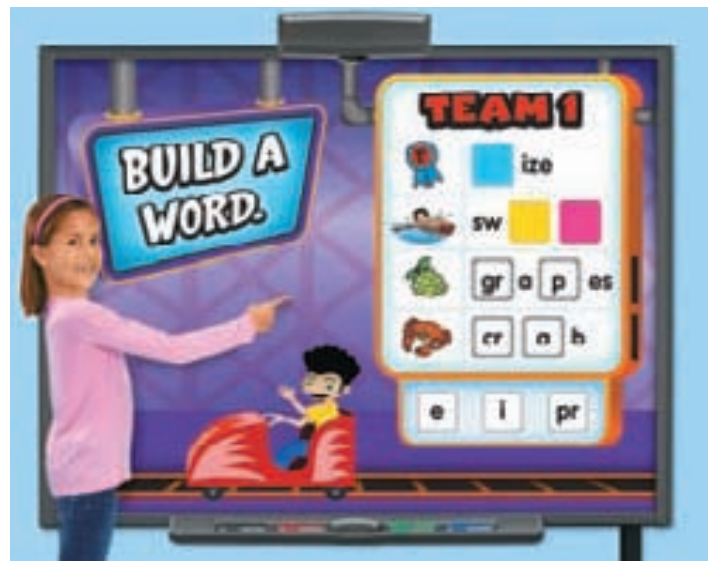 BUILD A
WORD.
TEAM 1
ize
sw
gr a p es
cr a b
e i pr